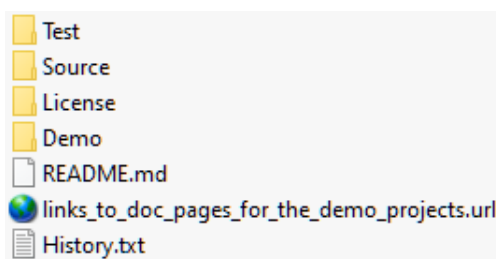 Test
Source
License
Demo
README.md
links_to_doc_pages_for_the_demo_projects.url
History.txt